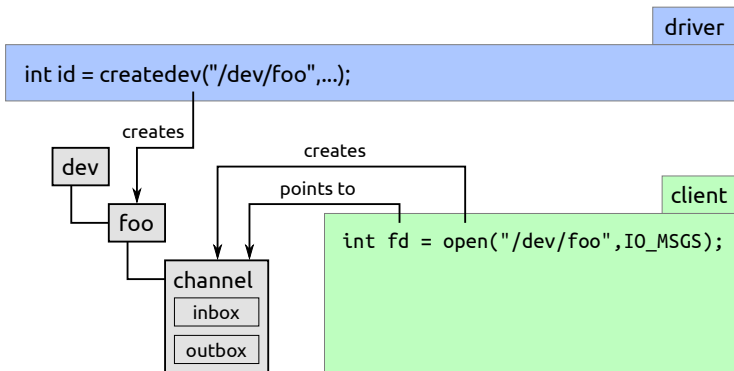 driver
int id = createdev("/dev/foo",...);
creates
dev
creates
points to
client
foo
int fd = open("/dev/foo",IO_MSGS);
channel
inbox
outbox